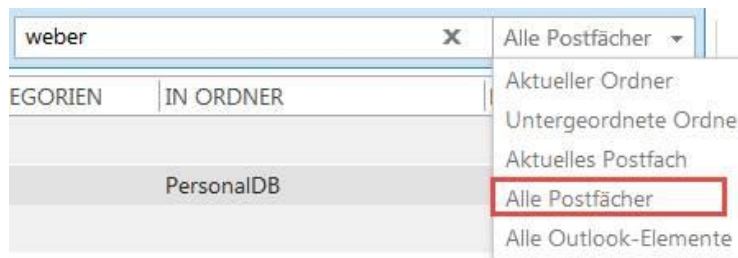 weber x Alle Postfächer
EGORIEN IN ORDNER
Aktueller Ordner
Untergeordnete Ordne
Aktuelles Postfach
PersonalDB
Alle Postfächer
Alle Outlook-Elemente